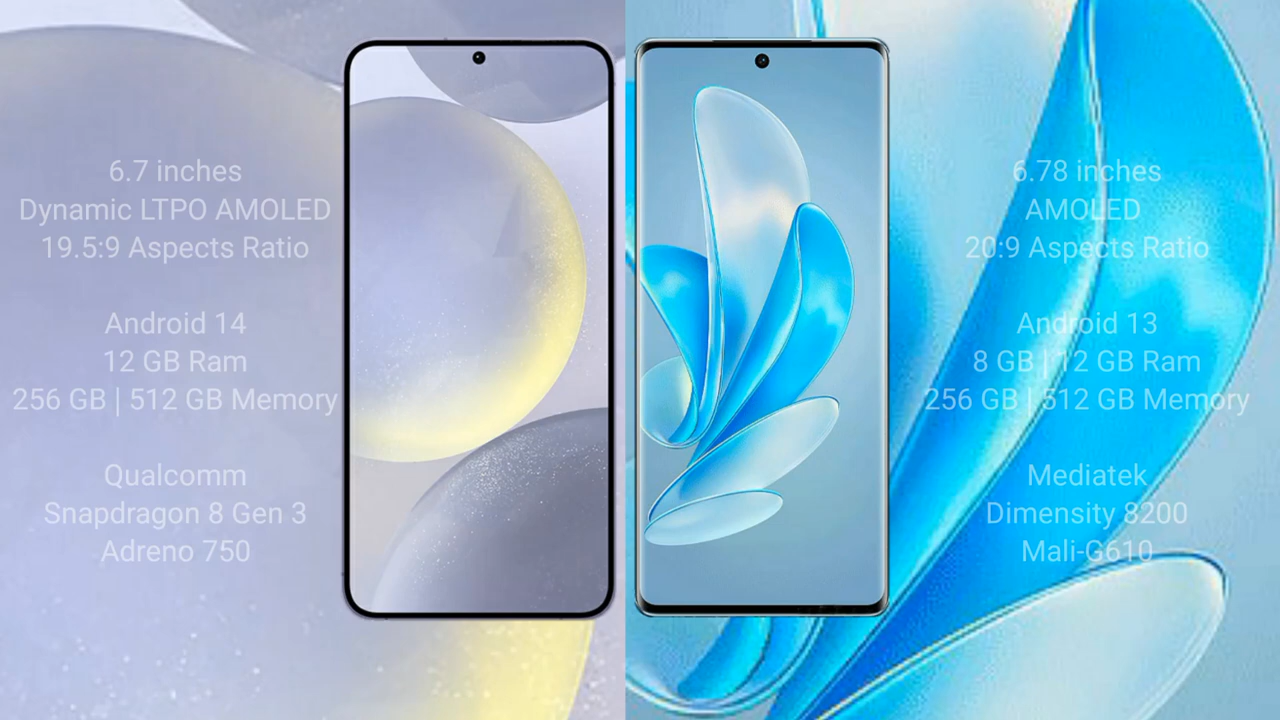 6.7 inches
Dynamic LTPO AMOLED
19.5:9 Aspects Ratio
Android 14
12 GB Ram
256 GB | 512 GB Memory
Qualcomm
Snapdragon 8 Gen 3
Adreno 750
6.78 inches
AMOLED
20:9 Aspects Ratio
Android 13
8 GB | 12 GB Ram
256 GB | 512 GB Memory
Mediatek
Dimensity 8200
Mali-G610